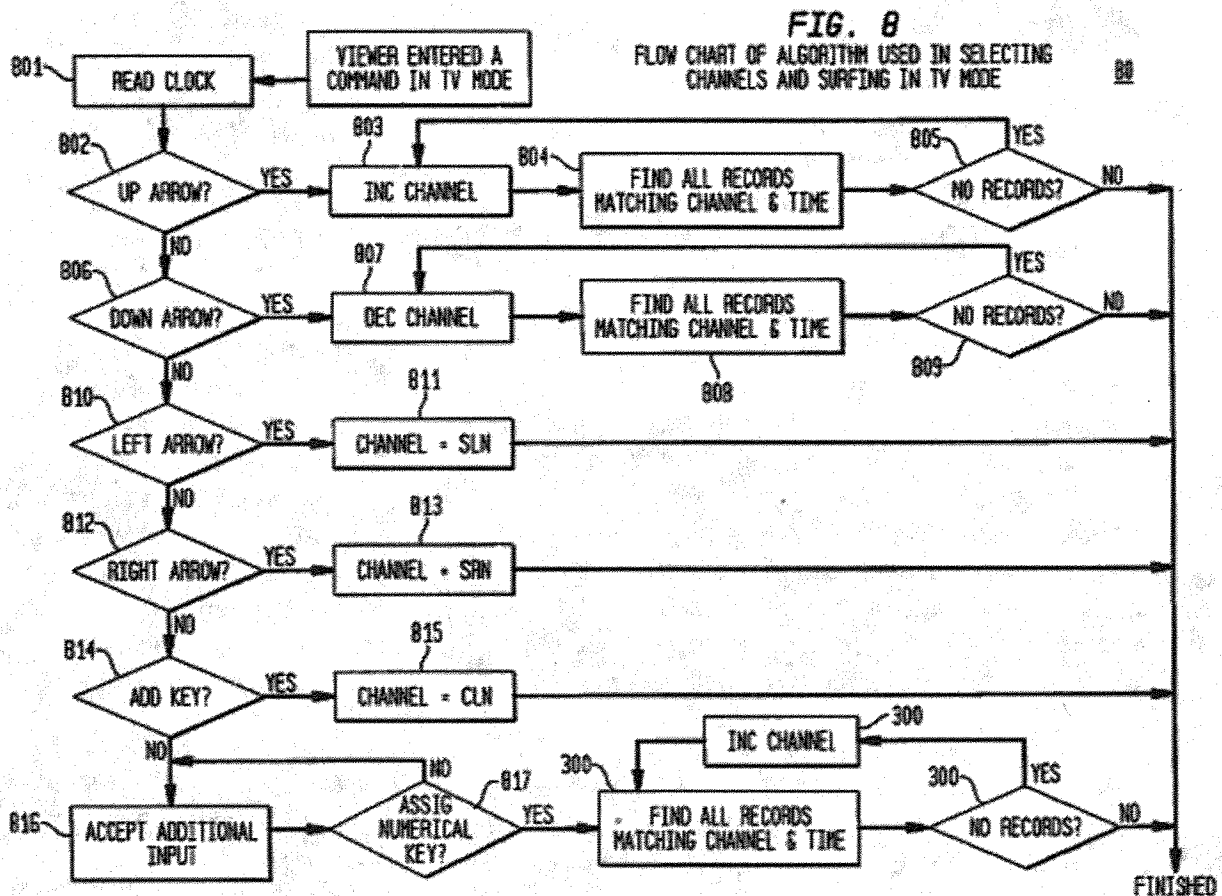 FIG. 8
FLOW CHART OF ALGORITHM USED IN SELECTING
CHANNELS AND SURFING IN TV MODE
80
801
READ CLOCK
VIEWER ENTERED A
COMMAND IN TV MODE
802
UP ARROW?
YES
NO
803
INC CHANNEL
804
FIND ALL RECORDS
MATCHING CHANNEL & TIME
805
NO RECORDS?
YES
NO
806
DOWN ARROW?
YES
NO
807
DEC CHANNEL
FIND ALL RECORDS
MATCHING CHANNEL & TIME
808
NO RECORDS?
YES
NO
809
810
LEFT ARROW?
YES
NO
811
CHANNEL = SLN
812
RIGHT ARROW?
YES
NO
813
CHANNEL = SRN
814
ADD KEY?
YES
NO
815
CHANNEL = CLN
816
ACCEPT ADDITIONAL
INPUT
817
ASSIG
NUMERICAL
KEY?
NO
YES
300
INC CHANNEL
300
FIND ALL RECORDS
MATCHING CHANNEL & TIME
300
NO RECORDS?
YES
NO
FINISHED